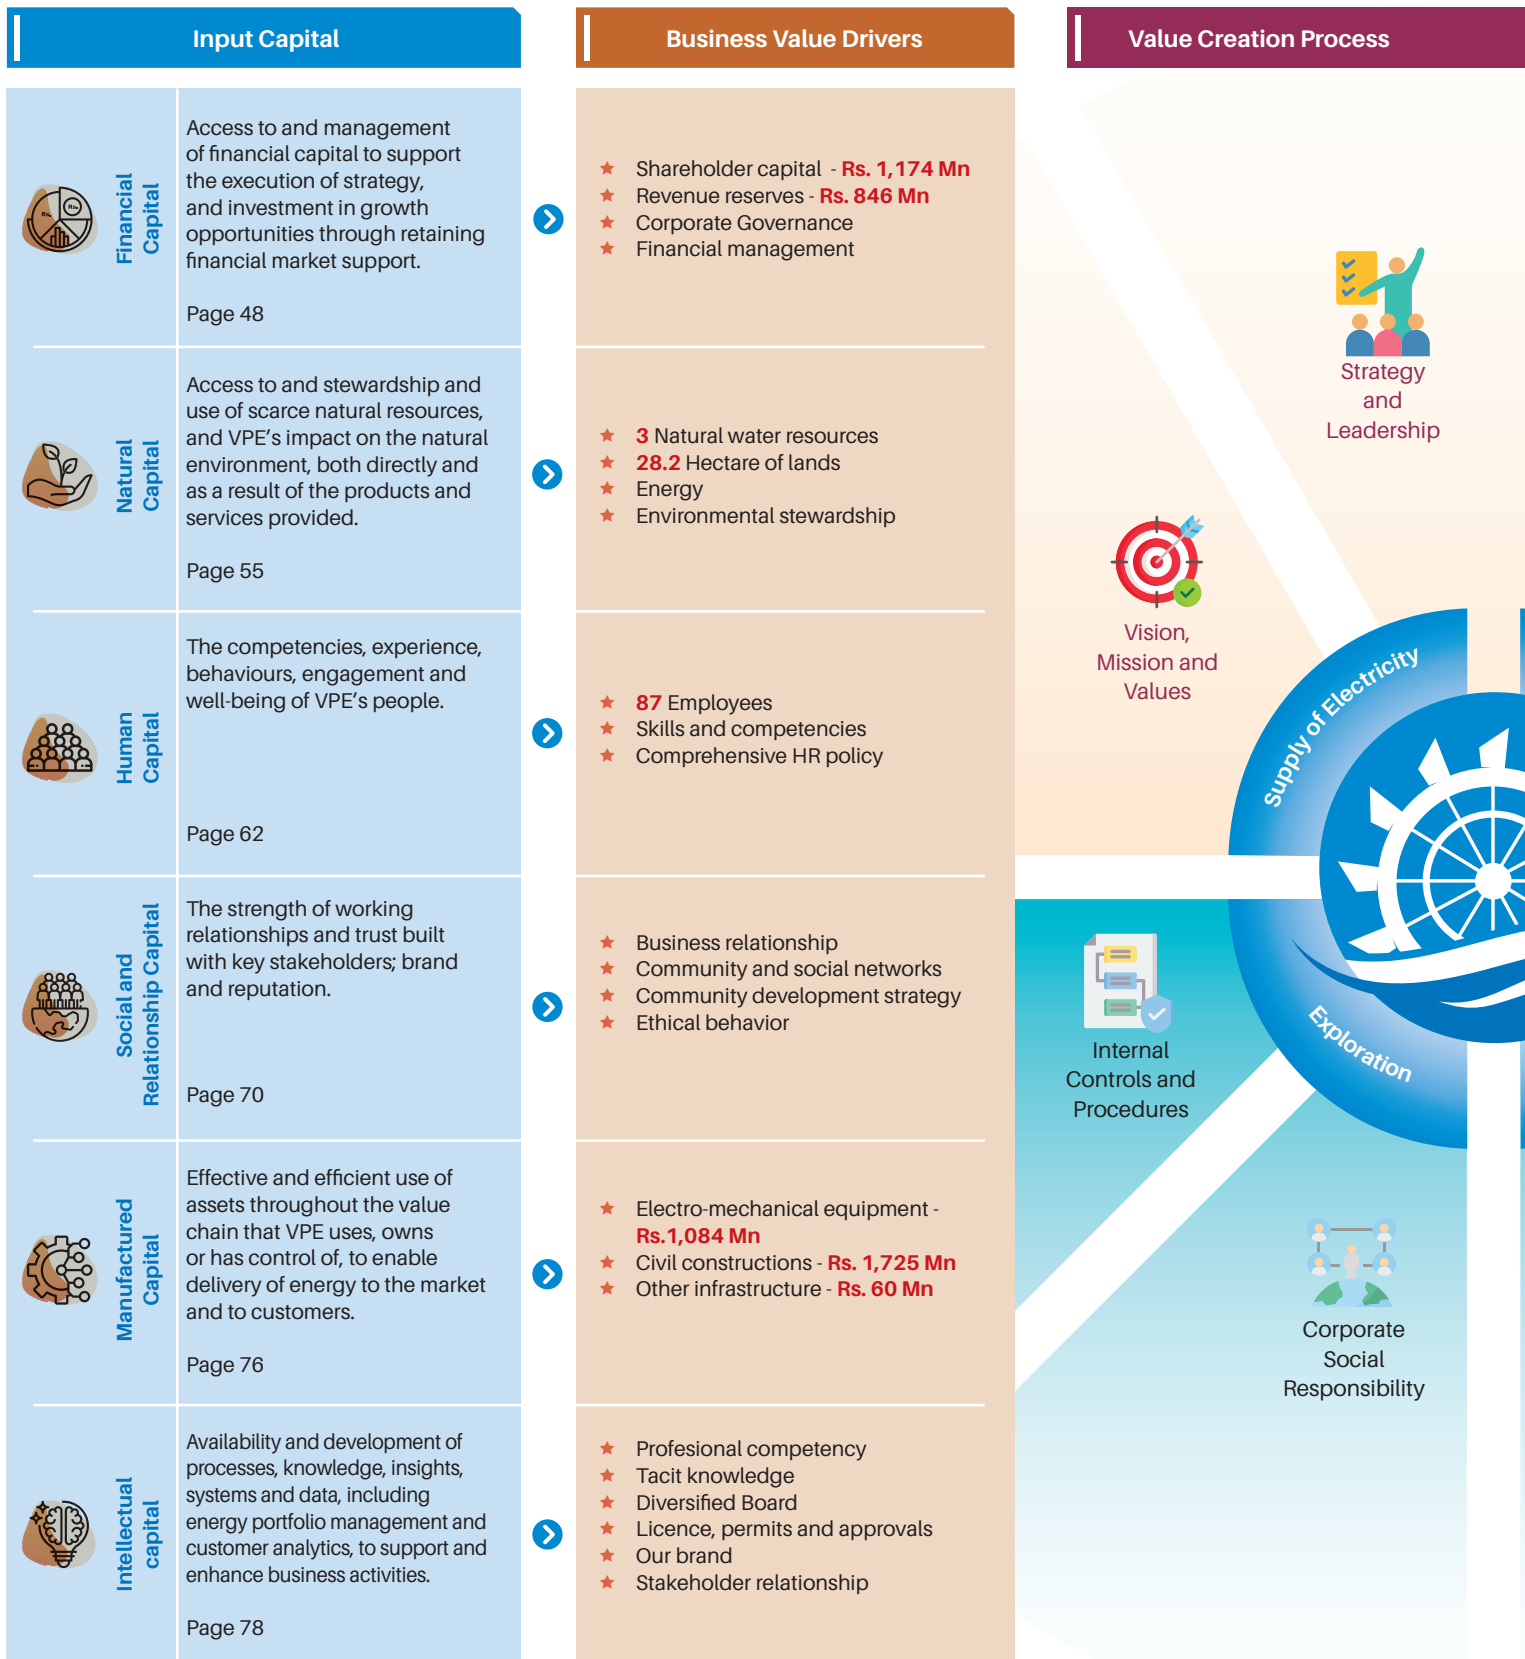 Input Capital
Business Value Drivers
Value Creation Process
Financial
Capital
Access to and management
of financial capital to support
the execution of strategy,
and investment in growth
opportunities through retaining
financial market support.
Page 48
Shareholder capital - Rs. 1,174 Mn
Revenue reserves - Rs. 846 Mn
Corporate Governance
Financial management
Natural
Capital
Access to and stewardship and
use of scarce natural resources,
and VPE's impact on the natural
environment, both directly and
as a result of the products and
services provided.
Page 55
3 Natural water resources
28.2 Hectare of lands
Energy
Environmental stewardship
Human
Capital
The competencies, experience,
behaviours, engagement and
well-being of VPE's people.
Page 62
87 Employees
Skills and competencies
Comprehensive HR policy
Social and
Relationship Capital
The strength of working
relationships and trust built
with key stakeholders; brand
and reputation.
Page 70
Business relationship
Community and social networks
Community development strategy
Ethical behavior
Manufactured
Capital
Effective and efficient use of
assets throughout the value
chain that VPE uses, owns
or has control of, to enable
delivery of energy to the market
and to customers.
Page 76
Electro-mechanical equipment -
Rs.1,084 Mn
Civil constructions - Rs. 1,725 Mn
Other infrastructure - Rs. 60 Mn
Intellectual
capital
Availability and development of
processes, knowledge, insights,
systems and data, including
energy portfolio management and
customer analytics, to support and
enhance business activities.
Page 78
Profesional competency
Tacit knowledge
Diversified Board
Licence, permits and approvals
Our brand
Stakeholder relationship
Strategy
and
Leadership
Vision,
Mission and
Values
Supply of Electricity
Exploration
Internal
Controls and
Procedures
Corporate
Social
Responsibility